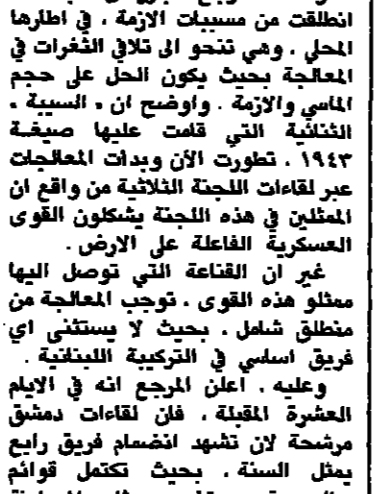 انطلقت من مسببات الازمة ، في اطارها
المحلي ، وهي تنحو الى تلافي الثغرات في
المعالجة بحيث يكون الحل على حجم
الماسي والازمة . واوضح ان « السيبة »
الثنائية التي قامت عليها صيغة
١٩٤٣ ، تطورت الآن وبدأت المعالجات
عبر لقاءات اللجنة الثلاثية من واقع ان
الممثلين في هذه اللجنة يشكلون القوى
العسكرية الفاعلة على الارض .
غير ان القناعة التي توصل اليها
ممثلو هذه القوى ، توجب المعالجة من
منطلق شامل ، بحيث لا يستثنى اي
فريق اساسي في التركيبة اللبنانية .
وعليه ، اعلن المرجع انه في الايام
العشرة المقبلة ، فان لقاءات دمشق
مرشحة لان تشهد انضمام فريق رابع
يمثل السنة ، بحيث تكتمل قوائم